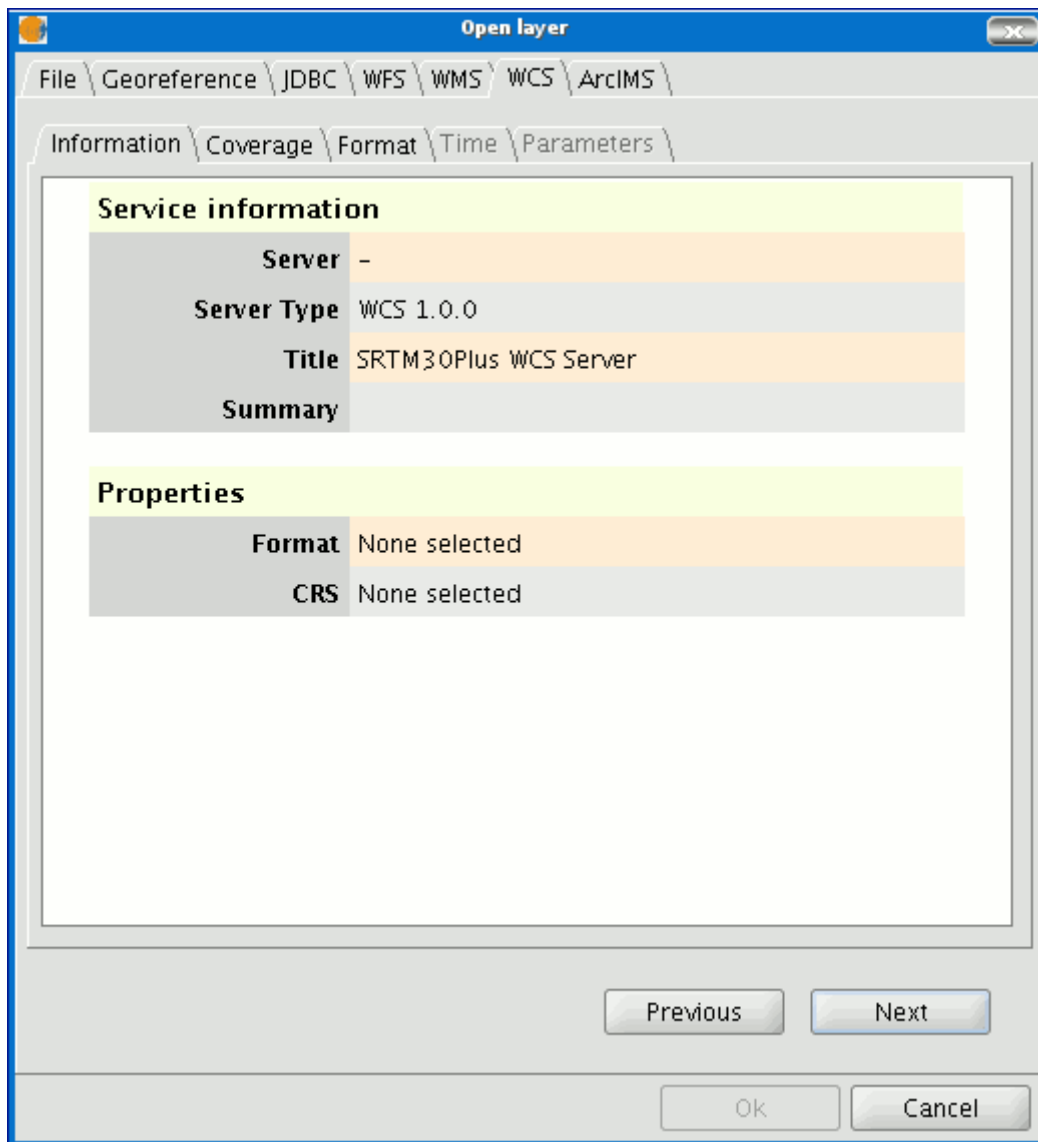 Open layer
File Georeference JDBC WFS WMS WCS ArcIMS
Information Coverage Format Time Parameters
Service information
Server –
Server Type WCS 1.0.0
Title SRTM30Plus WCS Server
Summary
Properties
Format None selected
CRS None selected
Previous Next
Ok Cancel